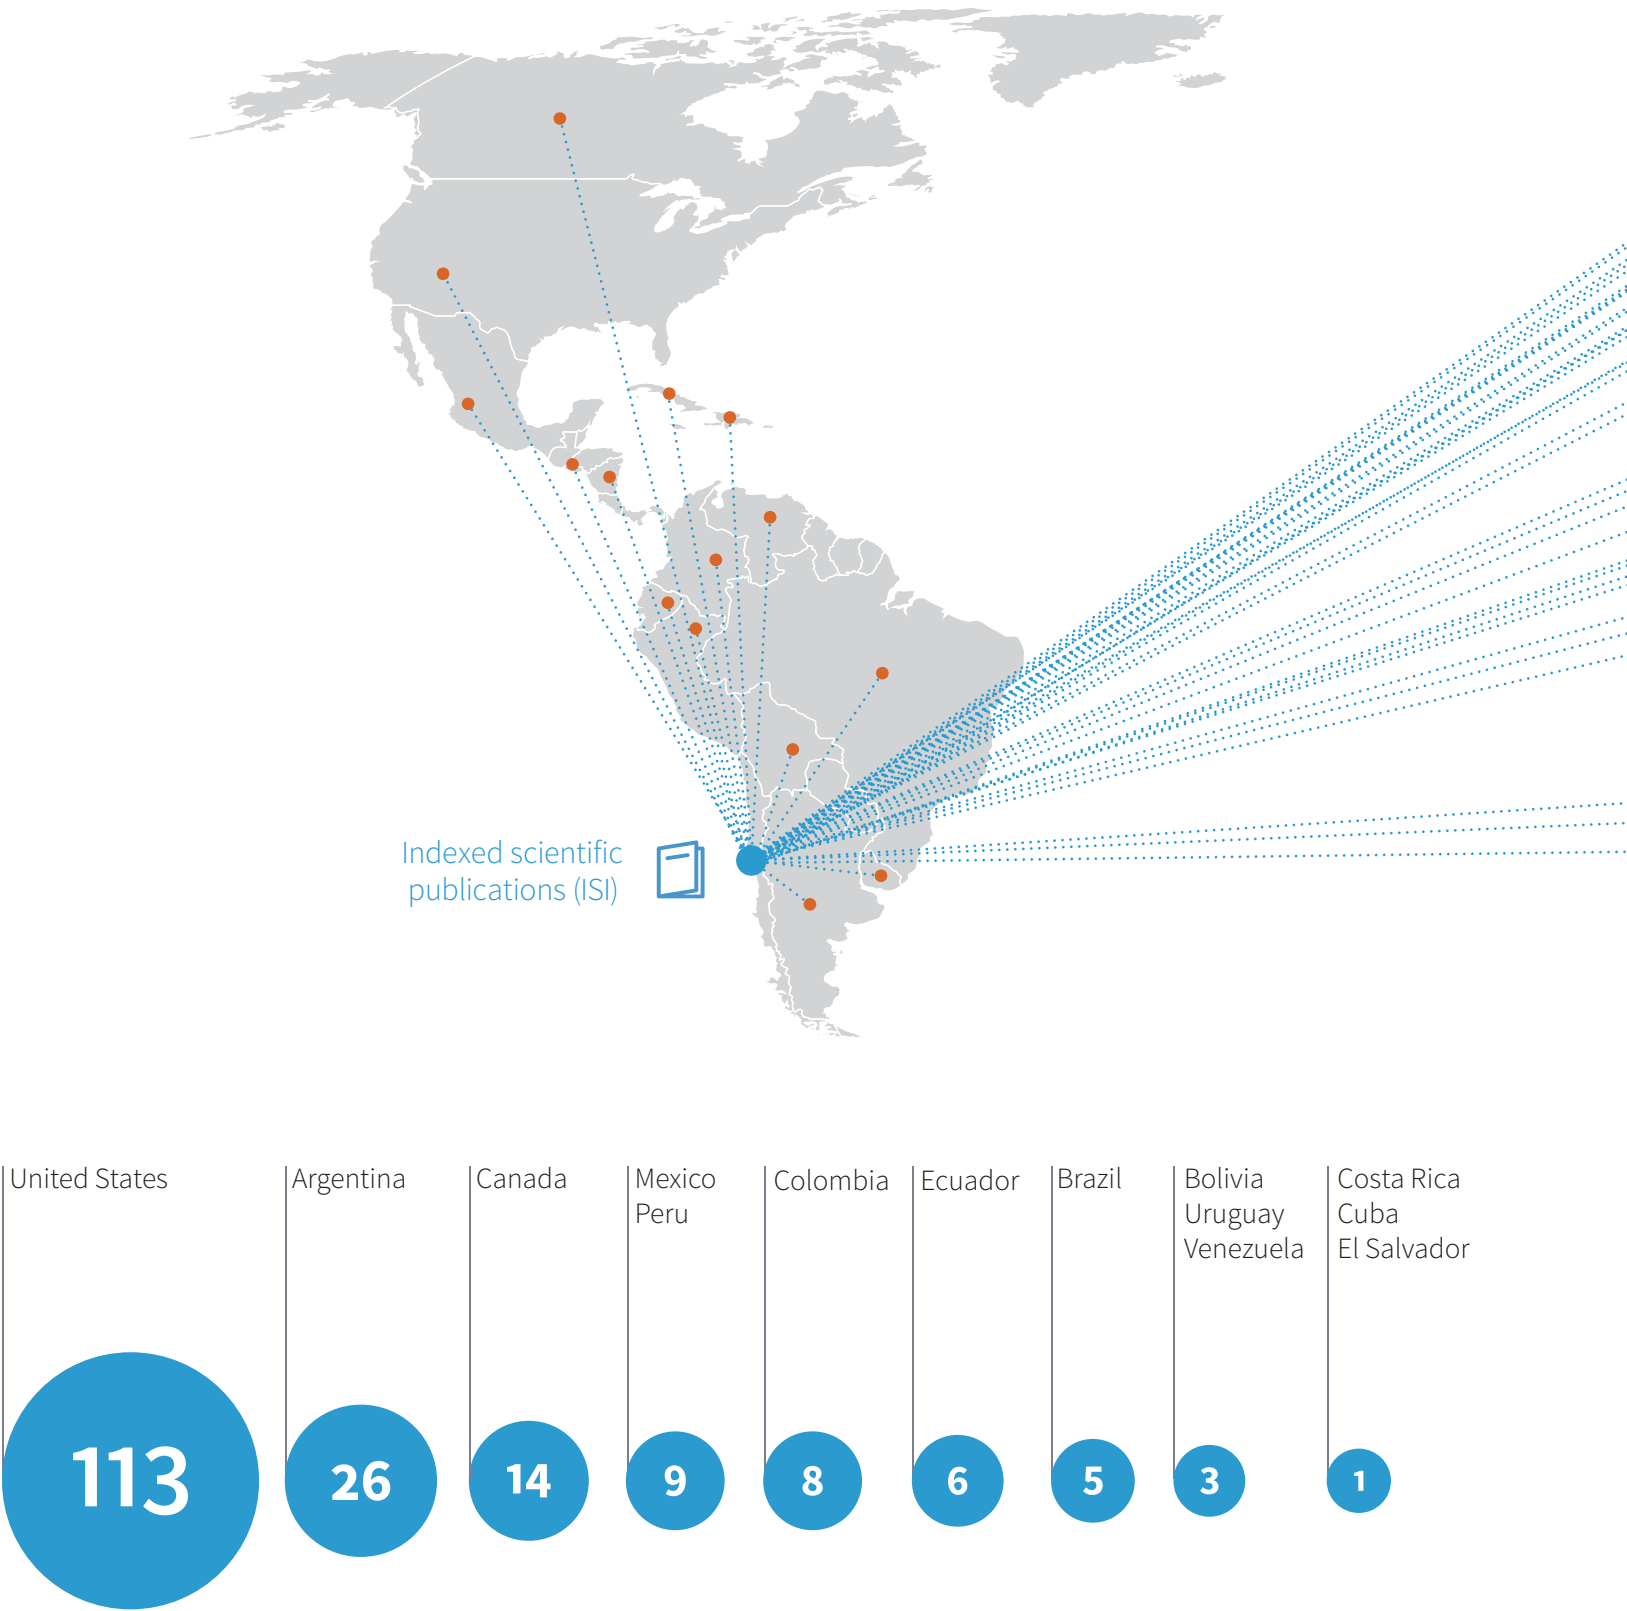 Indexed scientific
publications (ISI)
United States
Argentina
Canada
Mexico
Peru
Colombia
Ecuador
Brazil
Bolivia
Uruguay
Venezuela
Costa Rica
Cuba
El Salvador
113
26
14
9
8
6
5
3
1